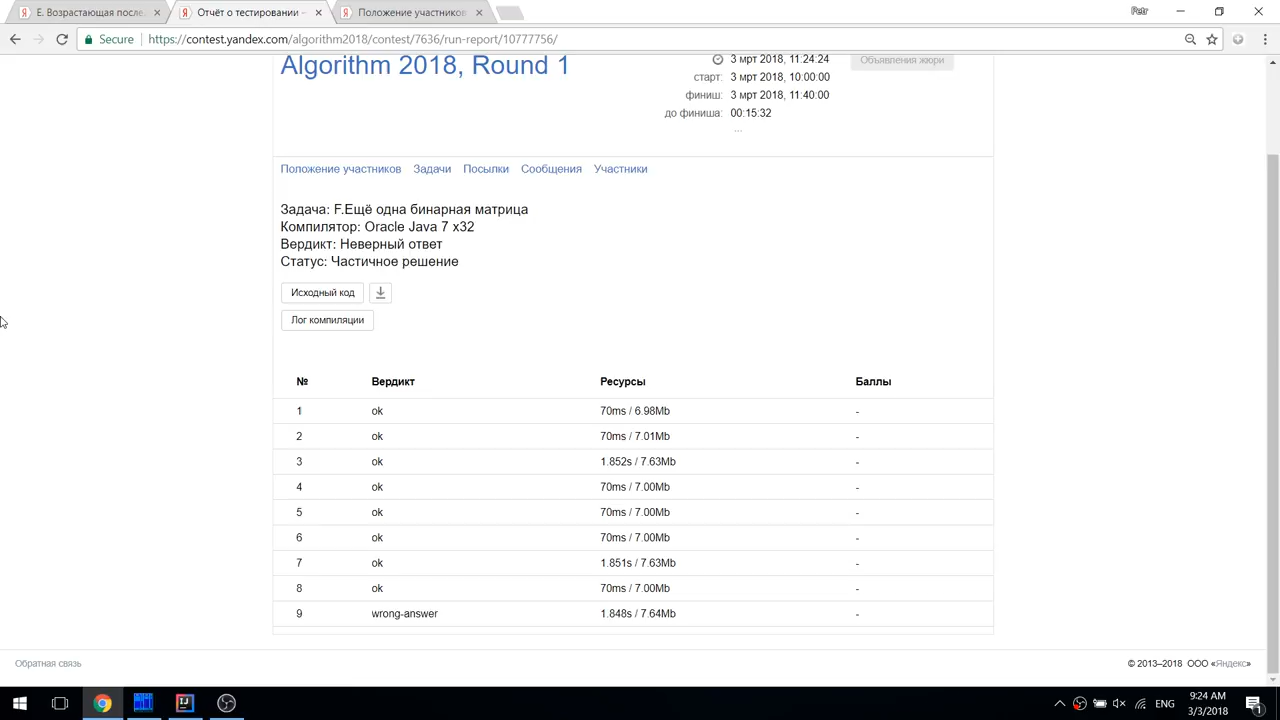 Е. Возрастающая послед
Отчёт о тестировании –
Положение участников
Petr
Secure
https://contest.yandex.com/algorithm2018/contest/7636/run-report/10777756/
Algorithm 2018, Round 1
3 мрт 2018, 11:24:24
Объявления жюри
старт: 3 мрт 2018, 10:00:00
финиш: 3 мрт 2018, 11:40:00
до финиша: 00:15:32
...
Положение участников Задачи Посылки Сообщения Участники
Задача: F.Ещё одна бинарная матрица
Компилятор: Oracle Java 7 x32
Вердикт: Неверный ответ
Статус: Частичное решение
Исходный код
Лог компиляции
№ Вердикт Ресурсы Баллы
1 ok 70ms / 6.98Mb -
2 ok 70ms / 7.01Mb -
3 ok 1.852s / 7.63Mb -
4 ok 70ms / 7.00Mb -
5 ok 70ms / 7.00Mb -
6 ok 70ms / 7.00Mb -
7 ok 1.851s / 7.63Mb -
8 ok 70ms / 7.00Mb -
9 wrong-answer 1.848s / 7.64Mb -
Обратная связь
© 2013–2018 ООО «Яндекс»
ENG
9:24 AM
3/3/2018
1